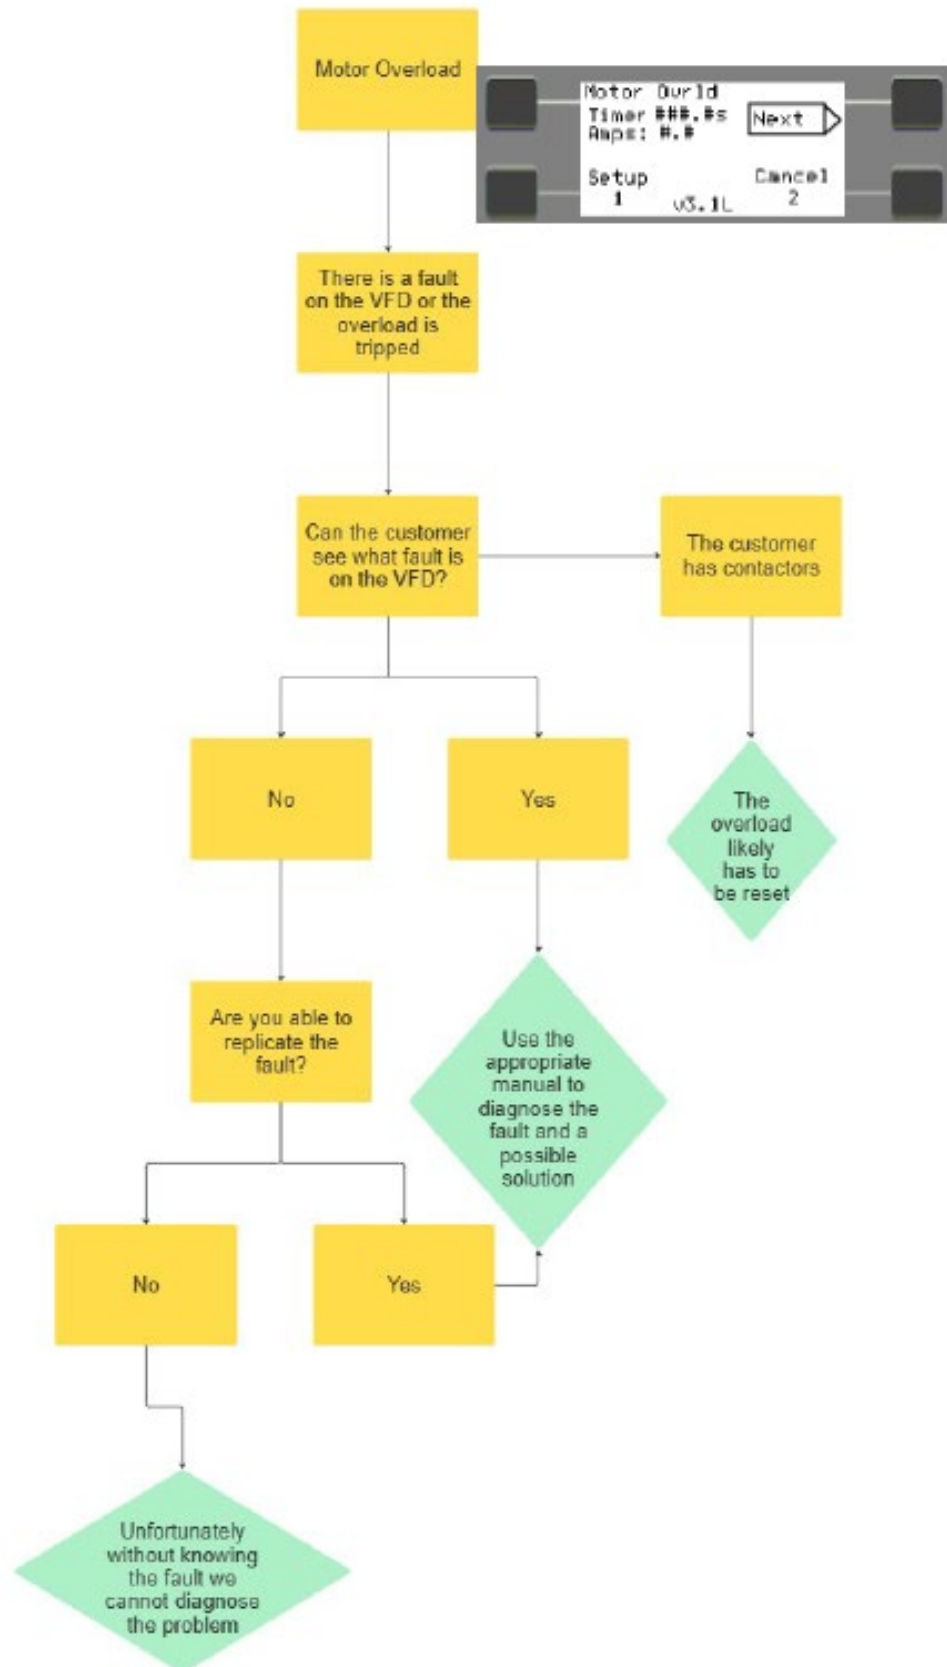 Motor Overload
Motor Ovrld
Timer ###.#s
Next
Amps: #.#
Setup
Cancel
1
v3.1L
2
There is a fault
on the VFD or the
overload is
tripped
Can the customer
see what fault is
on the VFD?
The customer
has contactors
No
Yes
The
overload
likely
has to
be reset
Are you able to
replicate the
fault?
Use the
appropriate
manual to
diagnose the
fault and a
possible
solution
No
Yes
Unfortunately
without knowing
the fault we
cannot diagnose
the problem